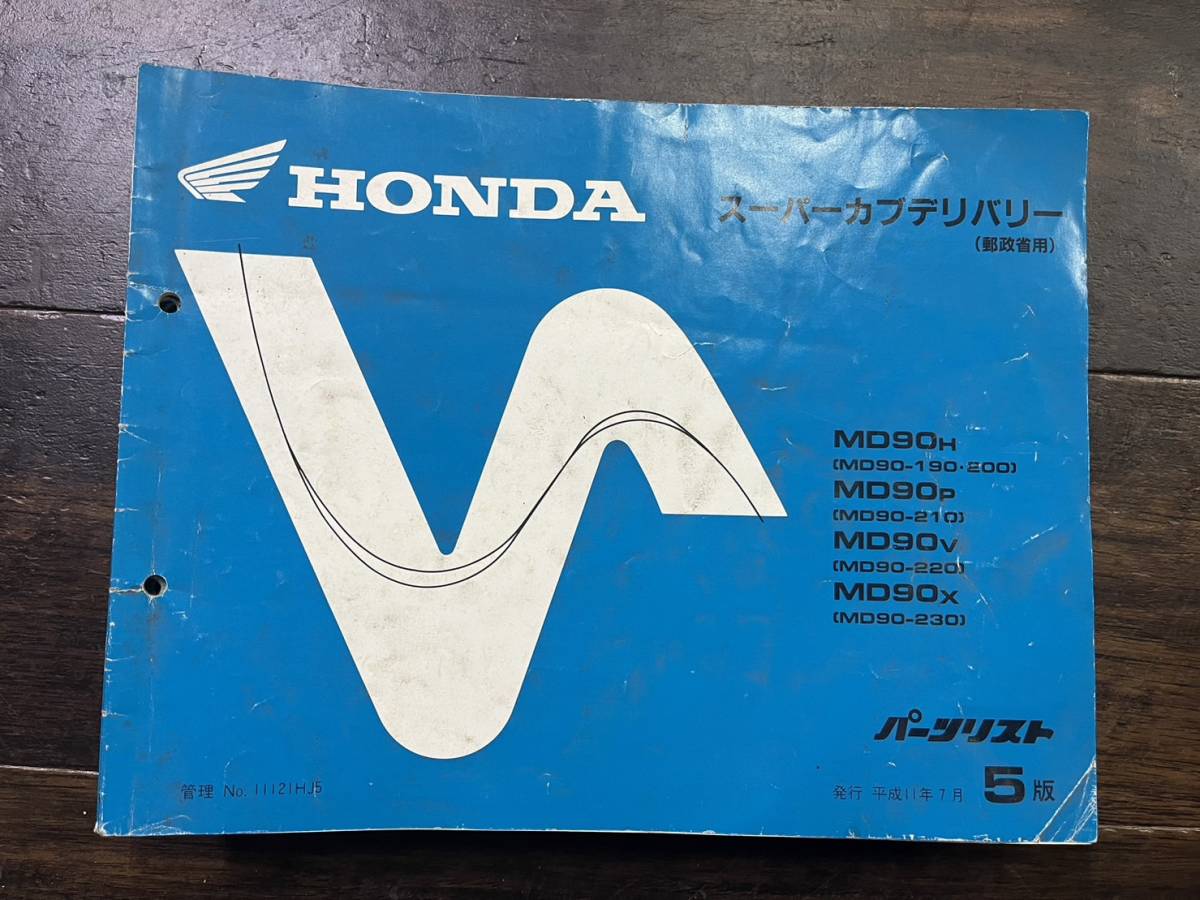 HONDA
スーパーカブデリバリー
（郵政省用）
MD90H
(MD90-190・200)
MD90P
(MD90-210)
MD90V
(MD90-220)
MD90X
(MD90-230)
パーツリスト
管理 No. 11121HJ5
発行 平成11年7月 5版